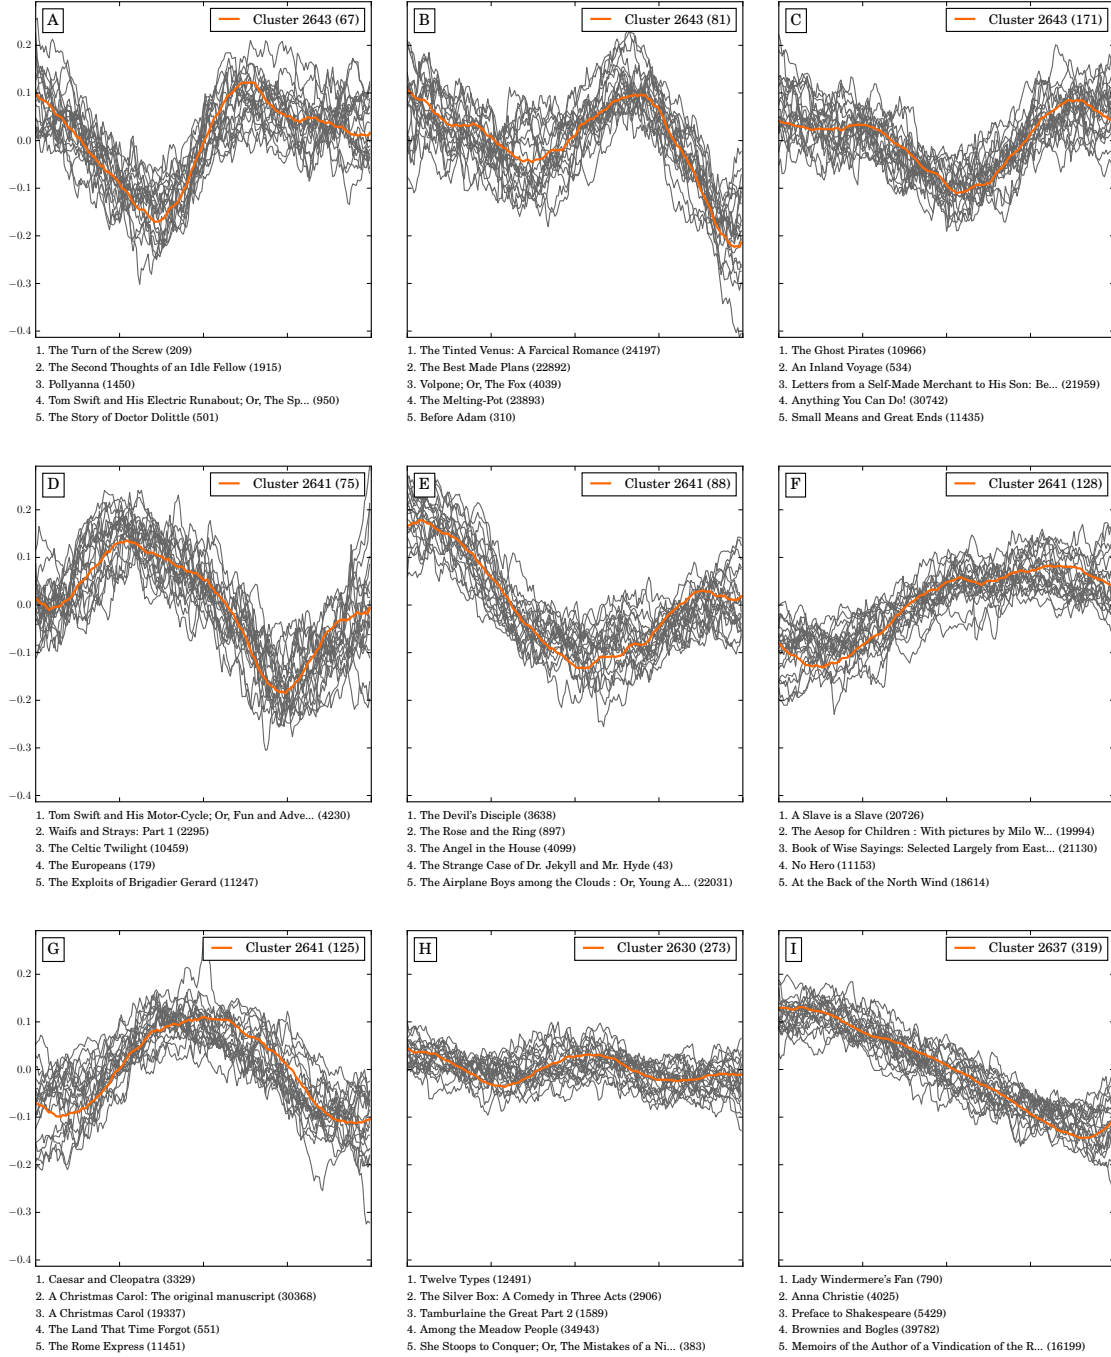 A
Cluster 2643 (67)
B
Cluster 2643 (81)
C
Cluster 2643 (171)
0.2
0.1
0.0
−0.1
−0.2
−0.3
−0.4
1. The Turn of the Screw (209)
2. The Second Thoughts of an Idle Fellow (1915)
3. Pollyanna (1450)
4. Tom Swift and His Electric Runabout; Or, The Sp... (950)
5. The Story of Doctor Dolittle (501)
1. The Tinted Venus: A Farcical Romance (24197)
2. The Best Made Plans (22892)
3. Volpone; Or, The Fox (4039)
4. The Melting-Pot (23893)
5. Before Adam (310)
1. The Ghost Pirates (10966)
2. An Inland Voyage (534)
3. Letters from a Self-Made Merchant to His Son: Be... (21959)
4. Anything You Can Do! (30742)
5. Small Means and Great Ends (11435)
D
Cluster 2641 (75)
E
Cluster 2641 (88)
F
Cluster 2641 (128)
0.2
0.1
0.0
−0.1
−0.2
−0.3
−0.4
1. Tom Swift and His Motor-Cycle; Or, Fun and Adve... (4230)
2. Waifs and Strays: Part 1 (2295)
3. The Celtic Twilight (10459)
4. The Europeans (179)
5. The Exploits of Brigadier Gerard (11247)
1. The Devil's Disciple (3638)
2. The Rose and the Ring (897)
3. The Angel in the House (4099)
4. The Strange Case of Dr. Jekyll and Mr. Hyde (43)
5. The Airplane Boys among the Clouds : Or, Young A... (22031)
1. A Slave is a Slave (20726)
2. The Aesop for Children : With pictures by Milo W... (19994)
3. Book of Wise Sayings: Selected Largely from East... (21130)
4. No Hero (11153)
5. At the Back of the North Wind (18614)
G
Cluster 2641 (125)
H
Cluster 2630 (273)
I
Cluster 2637 (319)
0.2
0.1
0.0
−0.1
−0.2
−0.3
−0.4
1. Caesar and Cleopatra (3329)
2. A Christmas Carol: The original manuscript (30368)
3. A Christmas Carol (19337)
4. The Land That Time Forgot (551)
5. The Rome Express (11451)
1. Twelve Types (12491)
2. The Silver Box: A Comedy in Three Acts (2906)
3. Tamburlaine the Great Part 2 (1589)
4. Among the Meadow People (34943)
5. She Stoops to Conquer; Or, The Mistakes of a Ni... (383)
1. Lady Windermere's Fan (790)
2. Anna Christie (4025)
3. Preface to Shakespeare (5429)
4. Brownies and Bogles (39782)
5. Memoirs of the Author of a Vindication of the R... (16199)